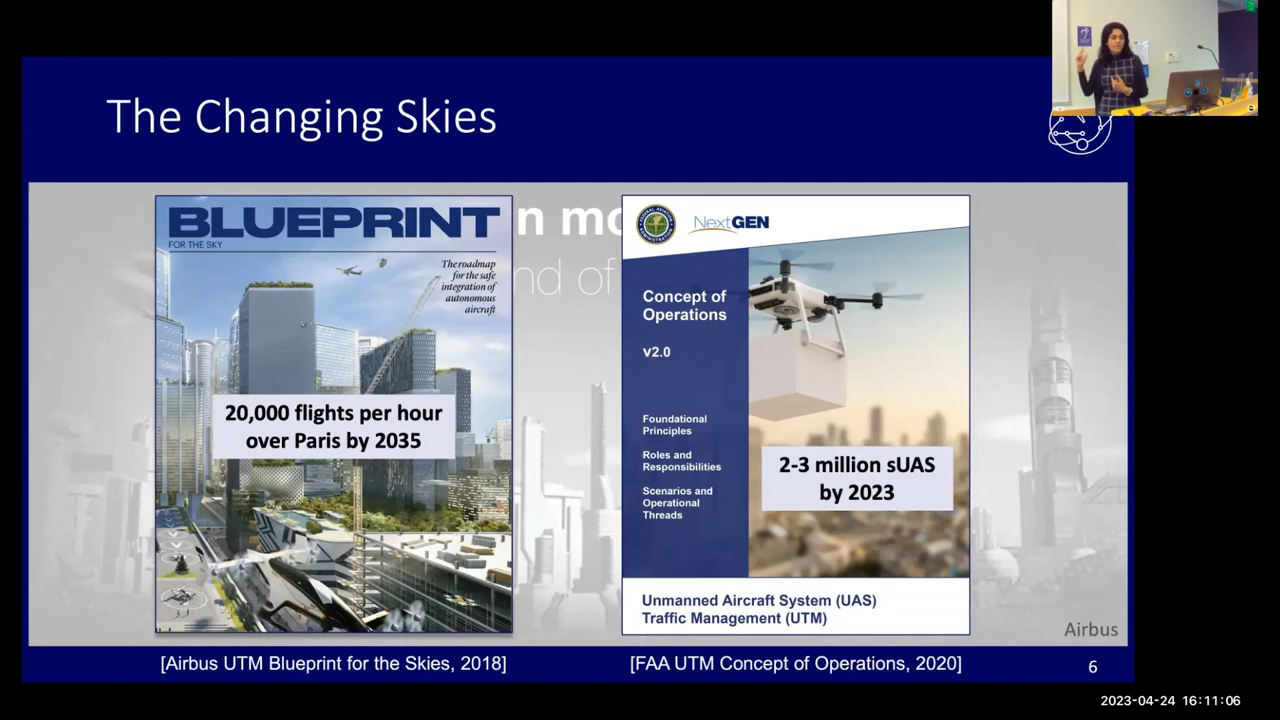 The Changing Skies
BLUEPRINT
FOR THE SKY
The roadmap
for the safe
integration of
autonomous
aircraft
20,000 flights per hour
over Paris by 2035
n mo
nd of
NextGEN
Concept of
Operations
v2.0
Foundational
Principles
Roles and
Responsibilities
Scenarios and
Operational
Threads
2-3 million sUAS
by 2023
Unmanned Aircraft System (UAS)
Traffic Management (UTM)
Airbus
[Airbus UTM Blueprint for the Skies, 2018]
[FAA UTM Concept of Operations, 2020]
6
2023-04-24 16:11:06